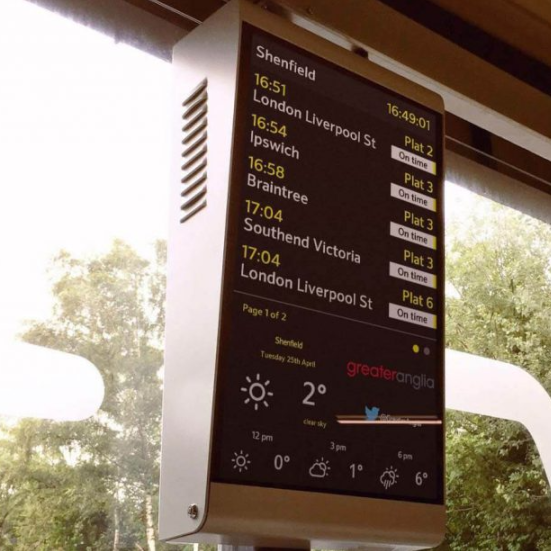 Shenfield
16:49:01
16:51 Plat 2
London Liverpool St On time
16:54 Plat 3
Ipswich On time
16:58 Plat 3
Braintree On time
17:04 Plat 3
Southend Victoria On time
17:04 Plat 6
London Liverpool St On time
Page 1 of 2
Shenfield
Tuesday 25th April
greateranglia
2°
clear sky
12 pm 3 pm 6 pm
0° 1° 6°